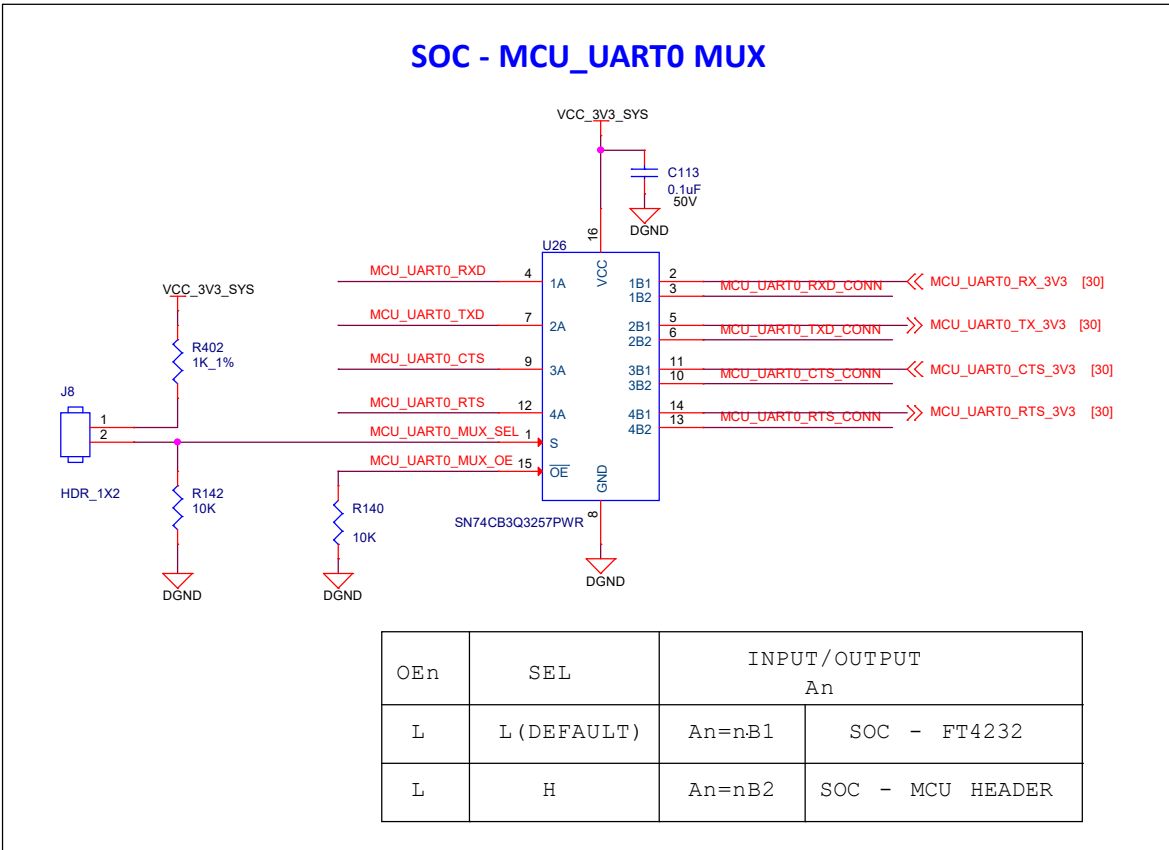 SOC - MCU_UART0 MUX
VCC_3V3_SYS
C113
0.1uF
50V
DGND
16
U26
VCC
MCU_UART0_RXD 4 1A
1B1 2 MCU_UART0_RX_3V3 [30]
1B2 3 MCU_UART0_RXD_CONN
VCC_3V3_SYS
MCU_UART0_TXD 7 2A
2B1 5 MCU_UART0_TX_3V3 [30]
2B2 6 MCU_UART0_TXD_CONN
R402
1K_1%
MCU_UART0_CTS 9 3A
3B1 11 MCU_UART0_CTS_3V3 [30]
3B2 10 MCU_UART0_CTS_CONN
J8
1
2
MCU_UART0_RTS 12 4A
4B1 14 MCU_UART0_RTS_3V3 [30]
4B2 13 MCU_UART0_RTS_CONN
MCU_UART0_MUX_SEL 1 S
MCU_UART0_MUX_OE 15 OE
GND
8
HDR_1X2
R142
10K
R140
10K
SN74CB3Q3257PWR
DGND
DGND
DGND
OEn SEL INPUT/OUTPUT
An
L L(DEFAULT) An=nB1 SOC - FT4232
L H An=nB2 SOC - MCU HEADER